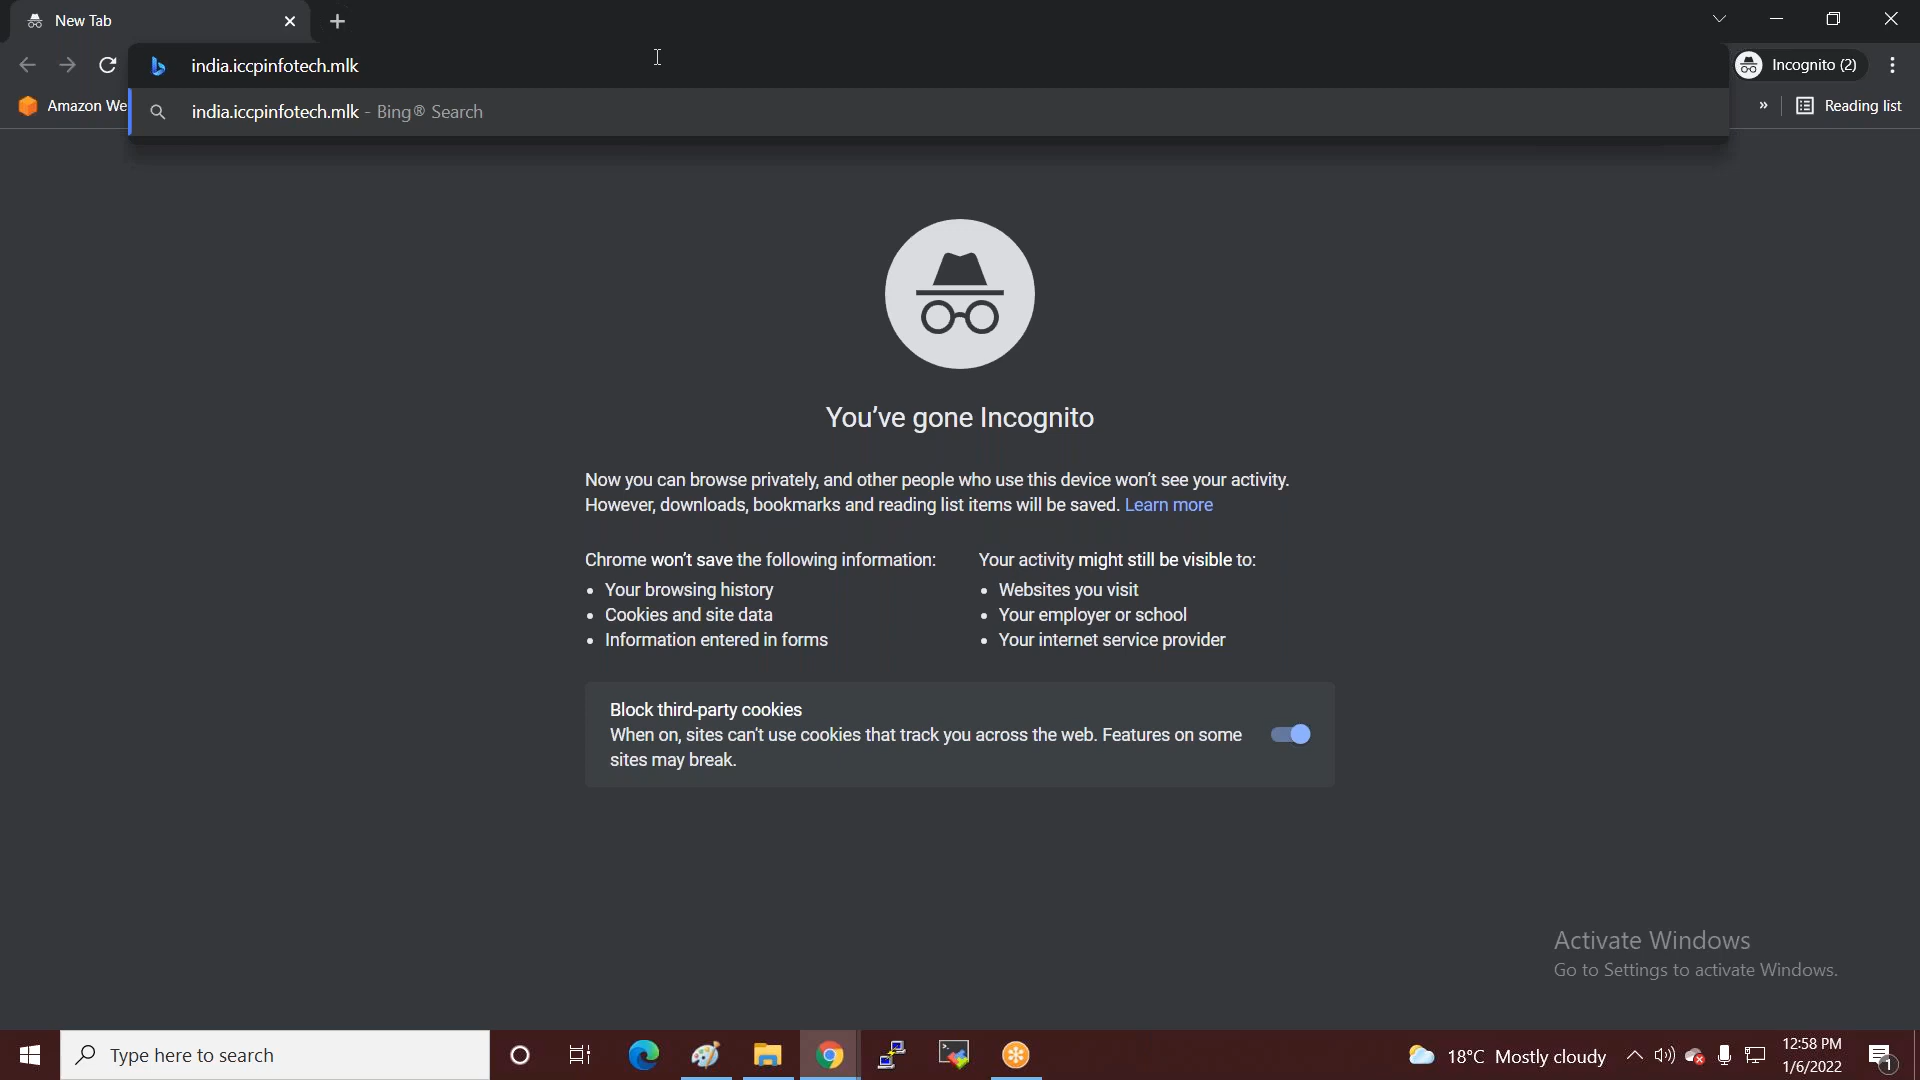 New Tab
india.iccpinfotech.mlk
Incognito (2)
Amazon We
india.iccpinfotech.mlk - Bing® Search
»
Reading list
You've gone Incognito
Now you can browse privately, and other people who use this device won't see your activity.
However, downloads, bookmarks and reading list items will be saved. Learn more
Chrome won't save the following information:
• Your browsing history
• Cookies and site data
• Information entered in forms
Your activity might still be visible to:
• Websites you visit
• Your employer or school
• Your internet service provider
Block third-party cookies
When on, sites can't use cookies that track you across the web. Features on some
sites may break.
Activate Windows
Go to Settings to activate Windows.
Type here to search
18°C Mostly cloudy
12:58 PM
1/6/2022
1